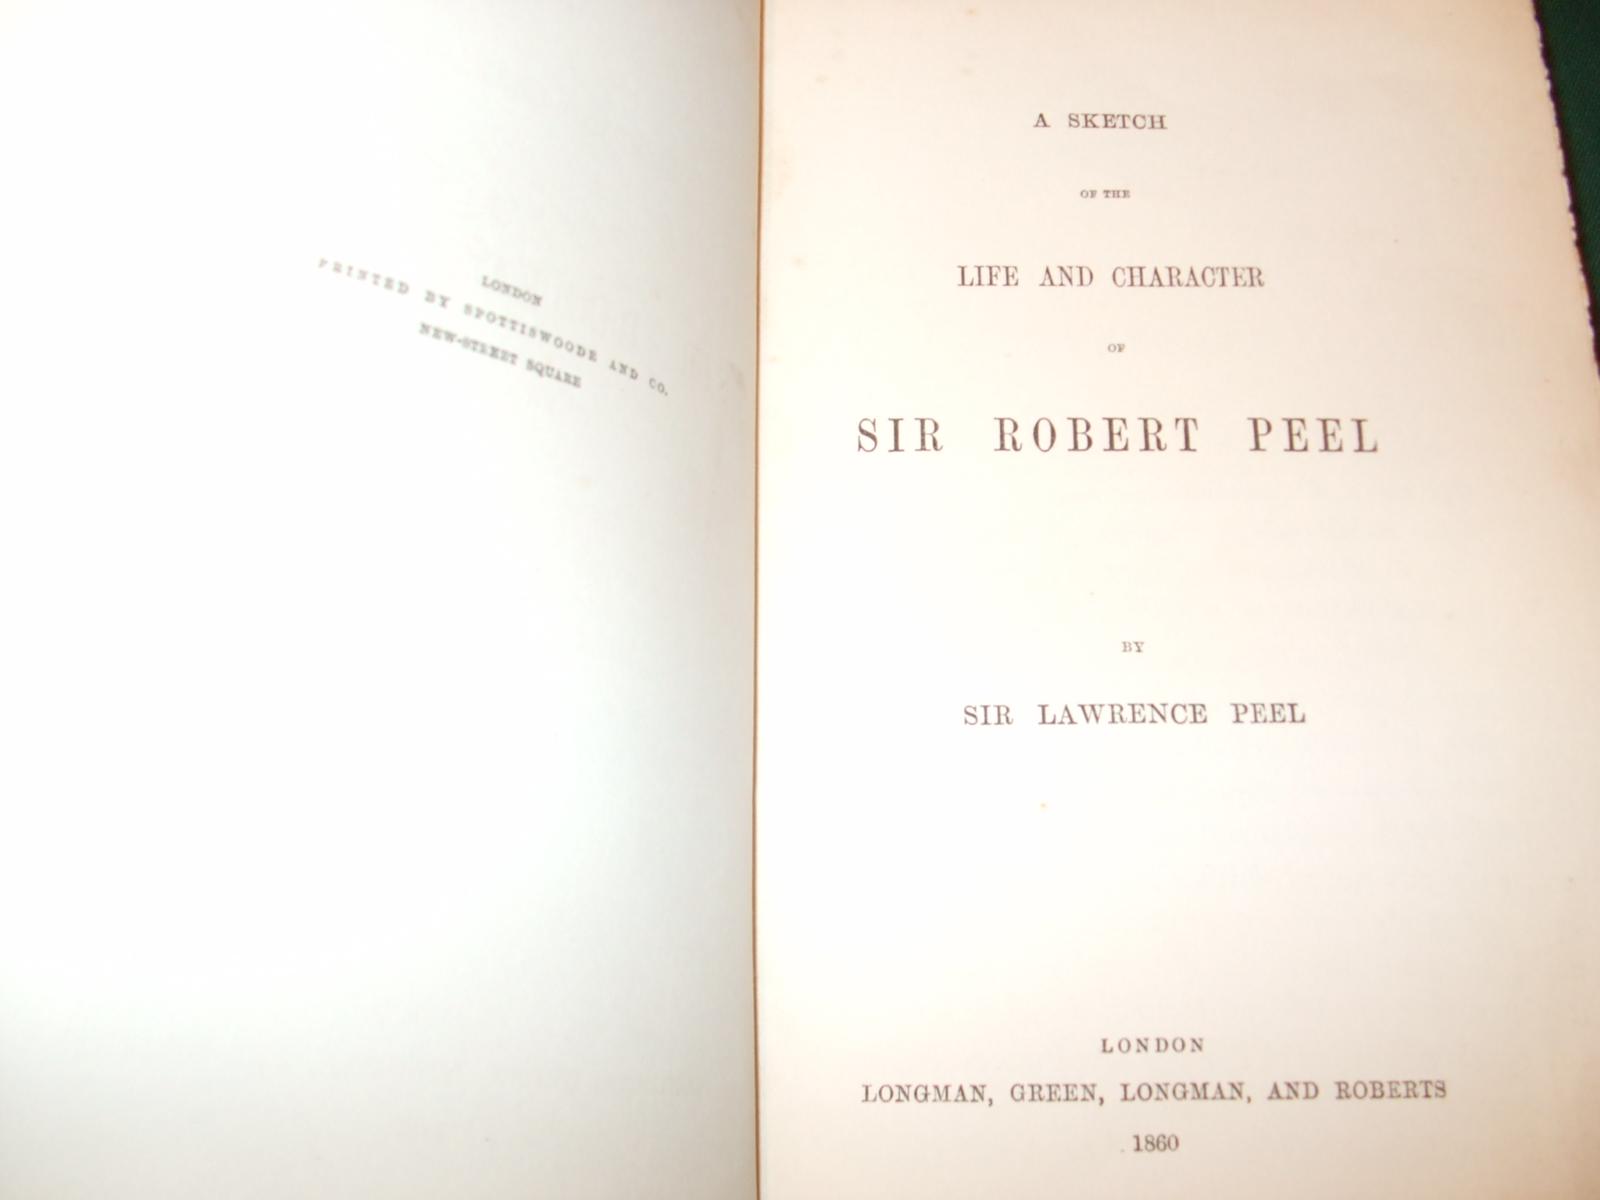 LONDON
PRINTED BY SPOTTISWOODE AND CO.
NEW-STREET SQUARE
A SKETCH
OF THE
LIFE AND CHARACTER
OF
SIR ROBERT PEEL
BY
SIR LAWRENCE PEEL
LONDON
LONGMAN, GREEN, LONGMAN, AND ROBERTS
1860